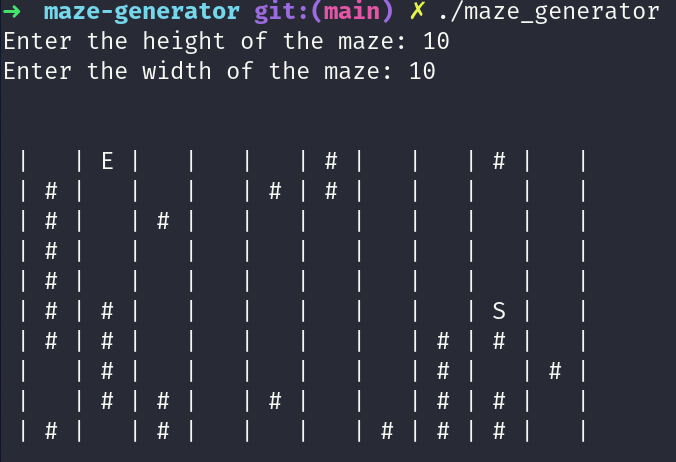 ➜  maze-generator git:(main) ✗ ./maze_generator
Enter the height of the maze: 10
Enter the width of the maze: 10
|   | E |   |   |   | # |   |   | # |   |
| # |   |   |   | # | # |   |   |   |   |
| # |   | # |   |   |   |   |   |   |   |
| # |   |   |   |   |   |   |   |   |   |
| # |   |   |   |   |   |   |   |   |   |
| # | # |   |   |   |   |   |   | S |   |
| # | # |   |   |   |   |   | # | # |   |
|   | # |   |   |   |   |   | # |   | # |
|   | # | # |   | # |   |   | # | # |   |
| # |   | # |   |   |   | # | # | # |   |